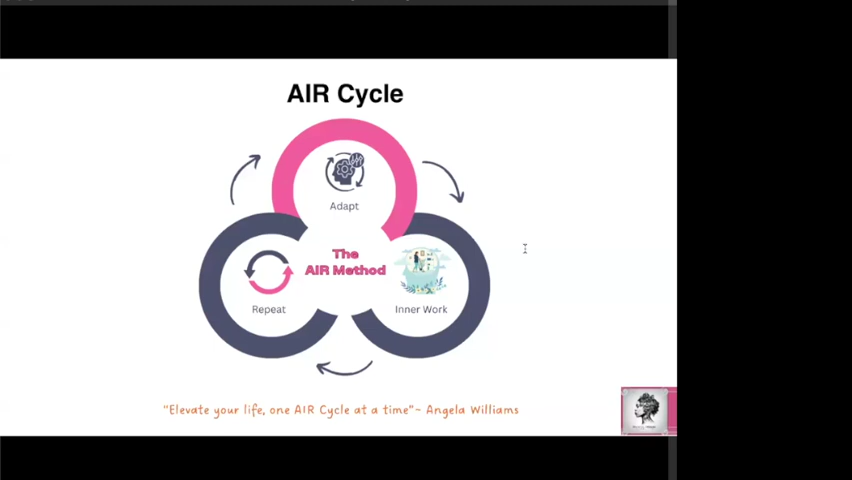 AIR Cycle
Adapt
The
AIR Method
Repeat
Inner Work
"Elevate your life, one AIR Cycle at a time"~ Angela Williams